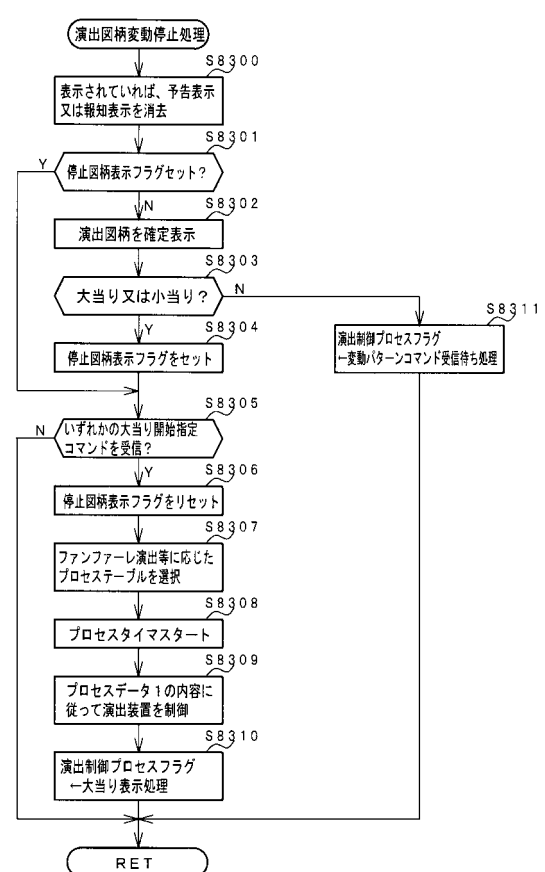 演出図柄変動停止処理
S8300
表示されていれば、予告表示
又は報知表示を消去
S8301
Y
停止図柄表示フラグセット？
N
S8302
演出図柄を確定表示
S8303
大当り又は小当り？
N
Y
S8304
停止図柄表示フラグをセット
S8311
演出制御プロセスフラグ
←変動パターンコマンド受信待ち処理
S8305
N
いずれかの大当り開始指定
コマンドを受信？
Y
S8306
停止図柄表示フラグをリセット
S8307
ファンファーレ演出等に応じた
プロセステーブルを選択
S8308
プロセスタイマスタート
S8309
プロセスデータ1の内容に
従って演出装置を制御
S8310
演出制御プロセスフラグ
←大当り表示処理
RET